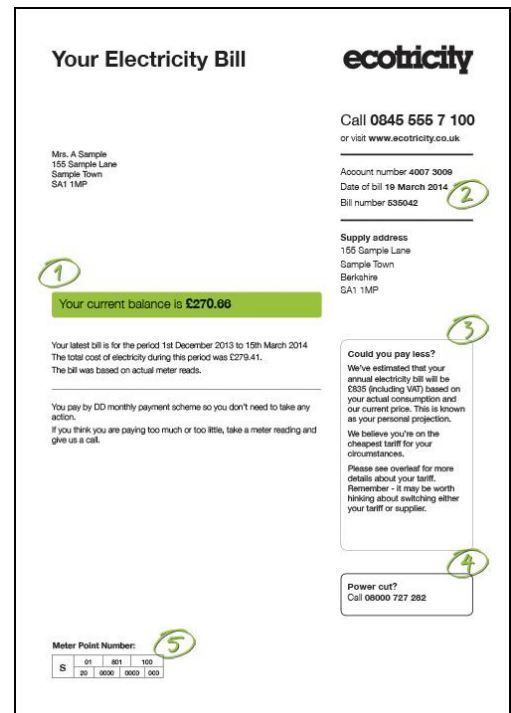 Your Electricity Bill
ecotricity
Call 0845 555 7 100
or visit www.ecotricity.co.uk
Mrs. A Sample
155 Sample Lane
Sample Town
SA1 1MP
Account number 4007 3009
Date of bill 19 March 2014
Bill number 535042
2
Supply address
155 Sample Lane
Sample Town
Berkshire
SA1 1MP
1
Your current balance is £270.66
Your latest bill is for the period 1st December 2013 to 15th March 2014
The total cost of electricity during this period was £279.41.
The bill was based on actual meter reads.
You pay by DD monthly payment scheme so you don't need to take any
action.
If you think you are paying too much or too little, take a meter reading and
give us a call.
3
Could you pay less?
We've estimated that your
annual electricity bill will be
£835 (including VAT) based on
your actual consumption and
our current price. This is known
as your personal projection.
We believe you're on the
cheapest tariff for your
circumstances.
Please see overleaf for more
details about your tariff.
Remember - it may be worth
hinking about switching either
your tariff or supplier.
4
Power cut?
Call 08000 727 282
Meter Point Number:
5
S 01 801 100
20 0000 0000 000